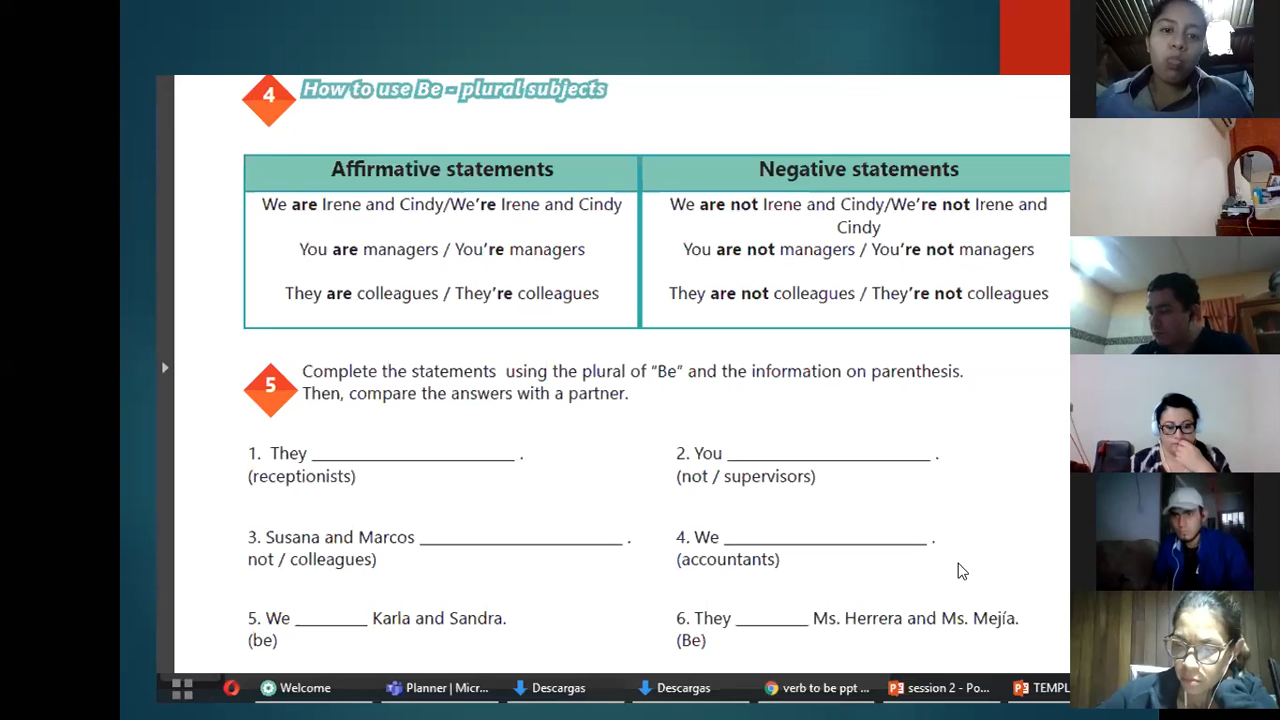 4
How to use Be - plural subjects
Affirmative statements
Negative statements
We are Irene and Cindy/We're Irene and Cindy
We are not Irene and Cindy/We're not Irene and
Cindy
You are managers / You're managers
You are not managers / You're not managers
They are colleagues / They're colleagues
They are not colleagues / They're not colleagues
5
Complete the statements using the plural of “Be” and the information on parenthesis.
Then, compare the answers with a partner.
1. They ______________________ .
(receptionists)
2. You ______________________ .
(not / supervisors)
3. Susana and Marcos ______________________ .
not / colleagues)
4. We ______________________ .
(accountants)
5. We ________ Karla and Sandra.
(be)
6. They ________ Ms. Herrera and Ms. Mejía.
(Be)
Welcome
Planner | Micr...
Descargas
Descargas
verb to be ppt ...
session 2 - Po...
TEMPL